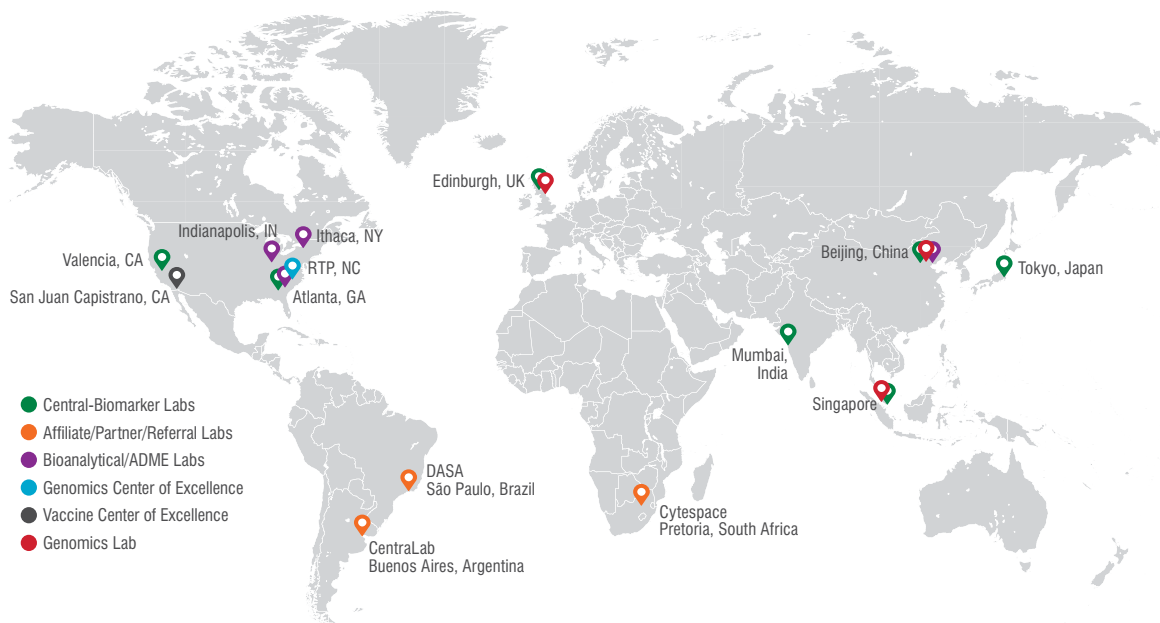 Edinburgh, UK
Indianapolis, IN
Ithaca, NY
Valencia, CA
RTP, NC
San Juan Capistrano, CA
Atlanta, GA
Beijing, China
Tokyo, Japan
Mumbai,
India
Singapore
Central-Biomarker Labs
Affiliate/Partner/Referral Labs
Bioanalytical/ADME Labs
Genomics Center of Excellence
Vaccine Center of Excellence
Genomics Lab
DASA
São Paulo, Brazil
CentraLab
Buenos Aires, Argentina
Cytespace
Pretoria, South Africa